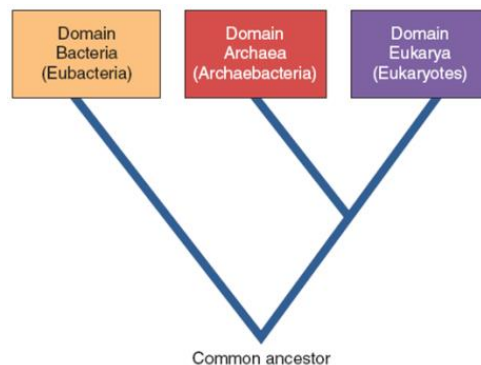 Domain
Bacteria
(Eubacteria)
Domain
Archaea
(Archaebacteria)
Domain
Eukarya
(Eukaryotes)
Common ancestor